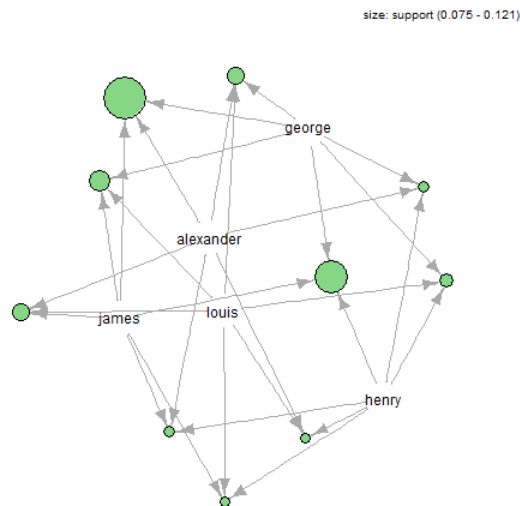 size: support (0.075 - 0.121)
george
alexander
james
louis
henry